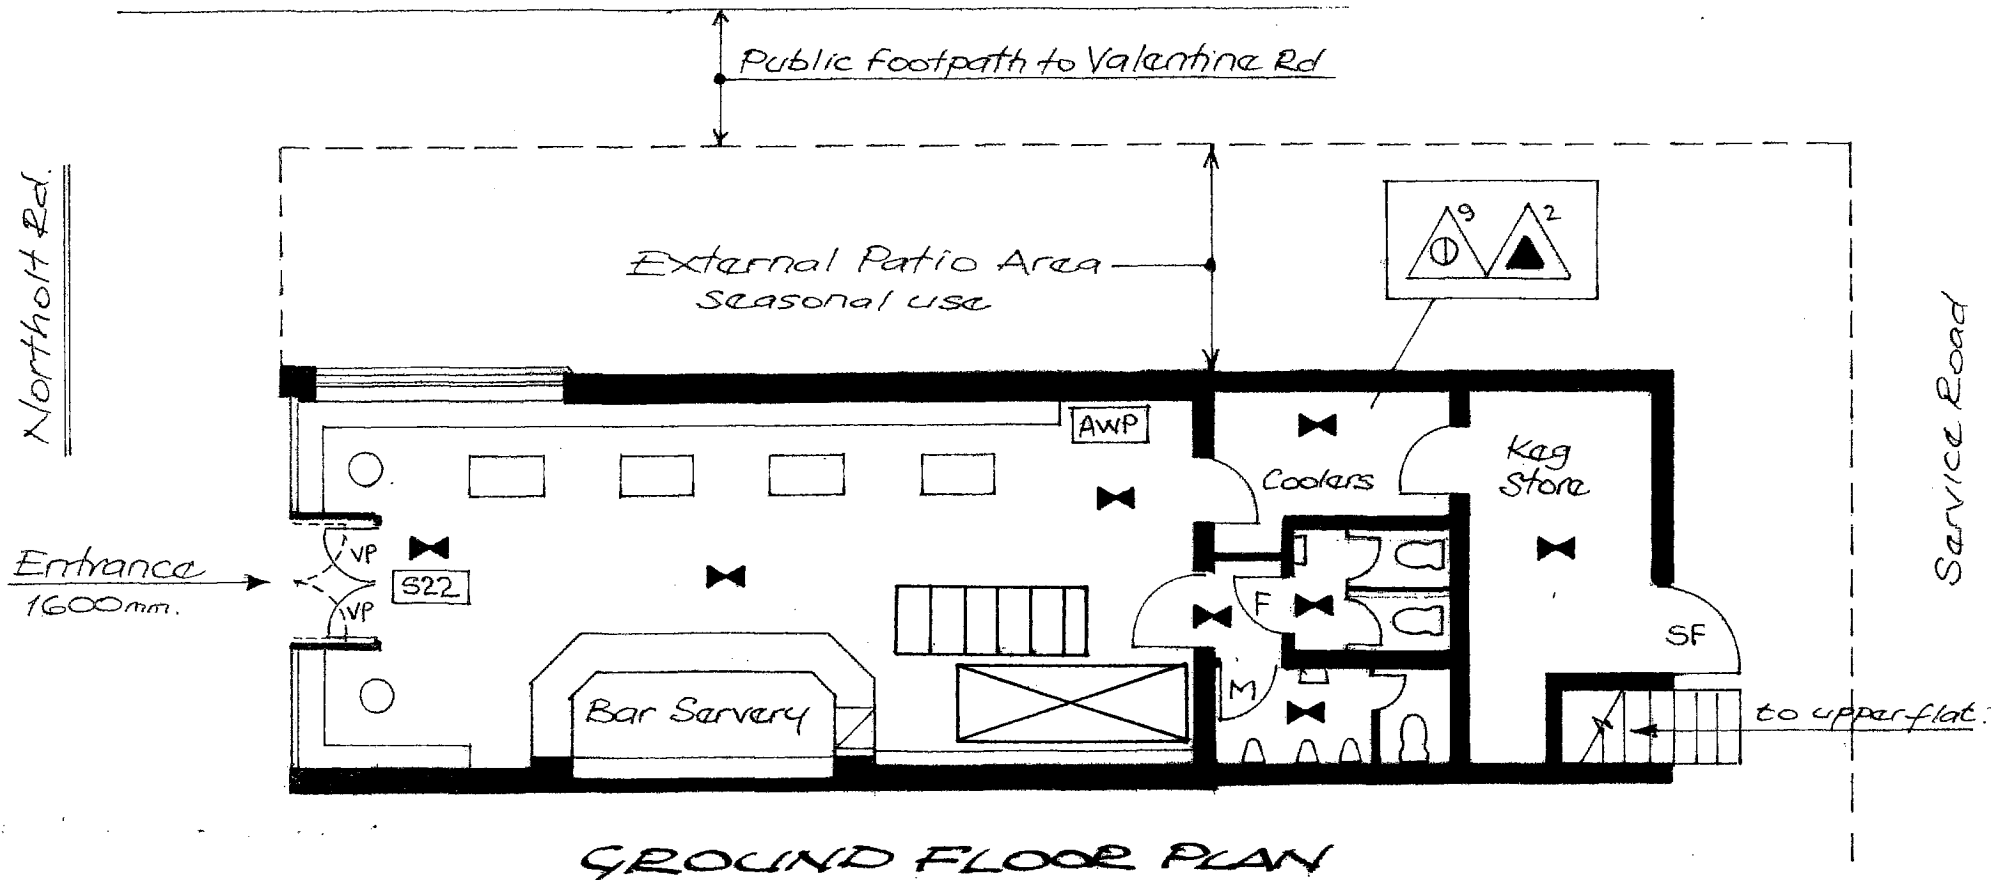 Public footpath to Valentine Rd
Northolt Rd.
External Patio Area
seasonal use
9
2
Service Road
AWP
Coolers
Keg
Store
Entrance
1600mm.
VP
S22
VP
F
SF
M
Bar Servery
to upper flat.
GROUND FLOOR PLAN